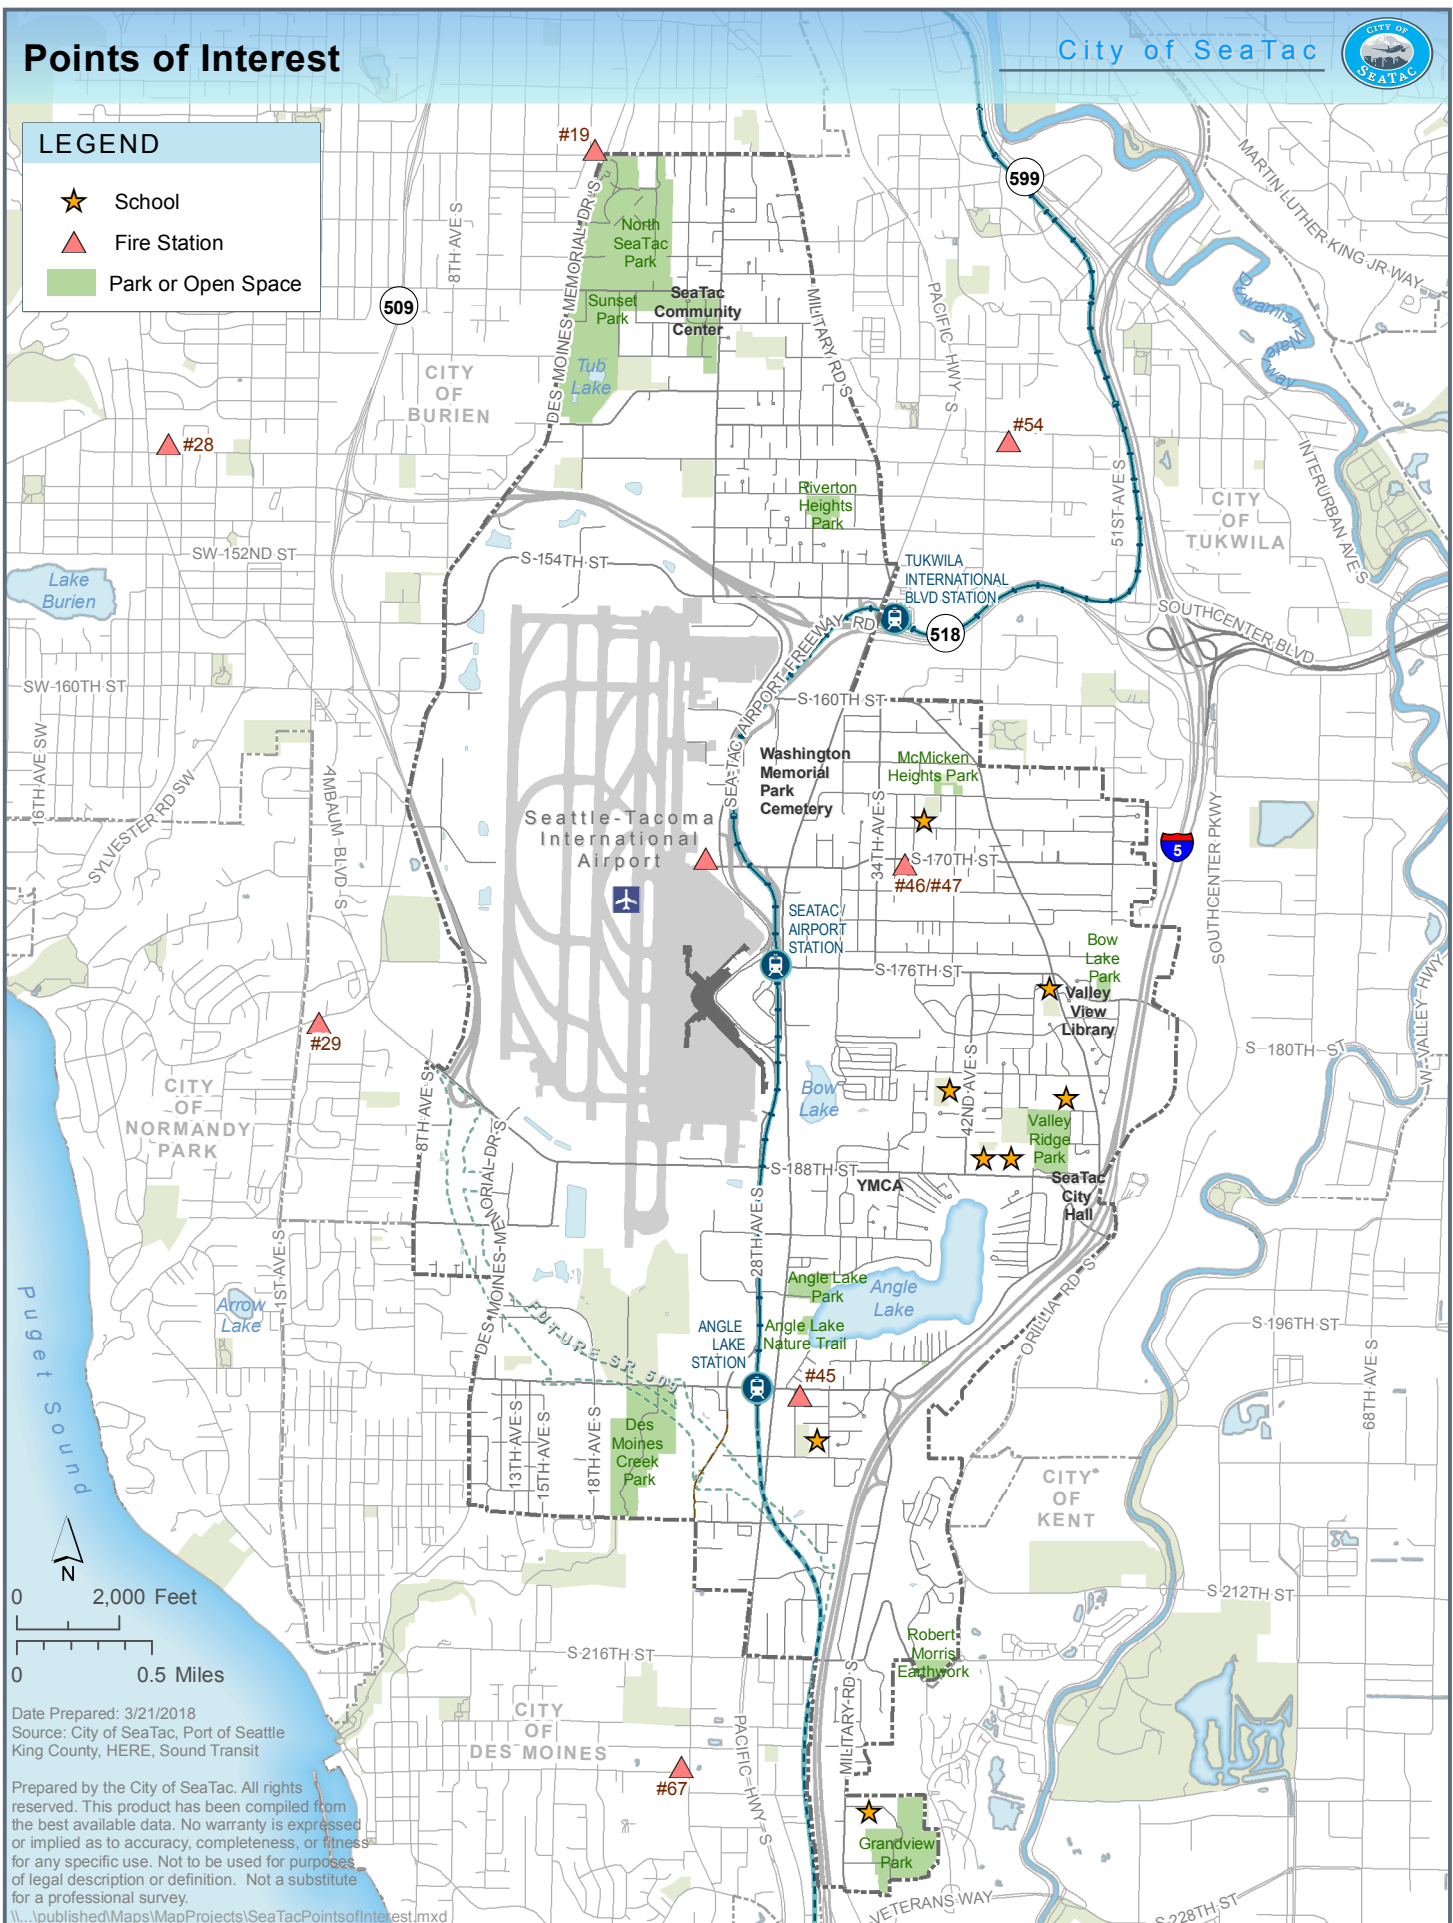 Points of Interest
City of SeaTac
CITY OF
SEATAC
LEGEND
School
Fire Station
Park or Open Space
#19
599
MARTIN LUTHER KING JR WAY
8TH AVE S
DES MOINES MEMORIAL DR S
North
SeaTac
Park
509
Sunset
Park
SeaTac
Community
Center
MILITARY RD S
PACIFIC HWY S
Duwamish
Waterway
Tub
Lake
CITY
OF
BURIEN
#28
#54
INTERURBAN AVE S
51ST AVE S
Riverton
Heights
Park
CITY
OF
TUKWILA
SW 152ND ST
S 154TH ST
TUKWILA
INTERNATIONAL
BLVD STATION
Lake
Burien
518
SOUTHCENTER BLVD
SEA TAC AIRPORT FREEWAY RD
SW 160TH ST
S 160TH ST
16TH AVE SW
SYLVESTER RD SW
AMBAUM BLVD S
Washington
Memorial
Park
Cemetery
McMicken
Heights Park
34TH AVE S
Seattle-Tacoma
International
Airport
S 170TH ST
#46/#47
5
SOUTHCENTER PKWY
SEATAC/
AIRPORT
STATION
S 176TH ST
Bow
Lake
Park
Valley
View
Library
W VALLEY HWY
#29
S 180TH ST
CITY
OF
NORMANDY
PARK
8TH AVE S
Bow
Lake
42ND AVE S
Valley
Ridge
Park
DES MOINES MEMORIAL DR S
S 188TH ST
YMCA
SeaTac
City
Hall
28TH AVE S
1ST AVE S
Puget Sound
Arrow
Lake
Angle Lake
Park
Angle
Lake
ORILLIA RD S
FUTURE SR 509
ANGLE
LAKE
STATION
Angle Lake
Nature Trail
S 196TH ST
68TH AVE S
#45
13TH AVE S
15TH AVE S
18TH AVE S
Des
Moines
Creek
Park
CITY
OF
KENT
N
0 2,000 Feet
0 0.5 Miles
S 212TH ST
S 216TH ST
Robert
Morris
Earthwork
MILITARY RD S
PACIFIC HWY S
CITY
OF
DES MOINES
#67
Grandview
Park
VETERANS WAY
S 228TH ST
Date Prepared: 3/21/2018
Source: City of SeaTac, Port of Seattle
King County, HERE, Sound Transit
Prepared by the City of SeaTac. All rights
reserved. This product has been compiled from
the best available data. No warranty is expressed
or implied as to accuracy, completeness, or fitness
for any specific use. Not to be used for purposes
of legal description or definition. Not a substitute
for a professional survey.
\\...\published\Maps\MapProjects\SeaTacPointsofInterest.mxd